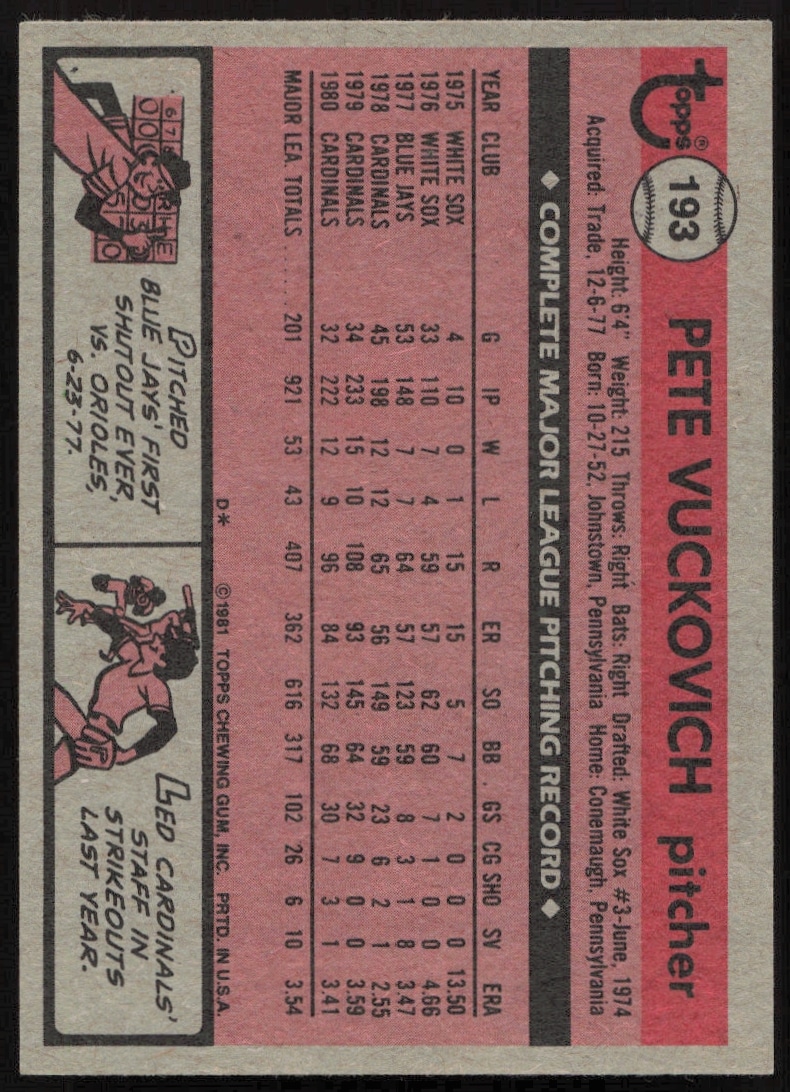 topps®
193
PETE VUCKOVICH pitcher
Height: 6'4" Weight: 215 Throws: Right Bats: Right Drafted: White Sox #3-June, 1974
Acquired: Trade, 12-6-77 Born: 10-27-52, Johnstown, Pennsylvania Home: Conemaugh, Pennsylvania
◆ COMPLETE MAJOR LEAGUE PITCHING RECORD ◆
YEAR CLUB G IP W L R ER SO BB GS CG SHO SV ERA
1975 WHITE SOX 4 10 0 1 15 15 5 7 2 0 0 0 13.50
1976 WHITE SOX 33 110 7 4 59 57 62 60 7 1 0 0 4.66
1977 BLUE JAYS 53 148 7 7 64 57 123 59 8 3 1 8 3.47
1978 CARDINALS 45 198 12 12 65 56 149 59 23 6 2 1 2.55
1979 CARDINALS 34 233 15 10 108 93 145 64 32 9 0 0 3.59
1980 CARDINALS 32 222 12 9 96 84 132 68 30 7 3 1 3.41
MAJOR LEA. TOTALS ..... 201 921 53 43 407 362 616 317 102 26 6 10 3.54
D* ©1981 TOPPS CHEWING GUM, INC. PRTD. IN U.S.A.
6 7 8 R H E
PITCHED
BLUE JAYS' FIRST
SHUTOUT EVER,
VS. ORIOLES,
6-23-77.
LED CARDINALS'
STAFF IN
STRIKEOUTS
LAST YEAR.